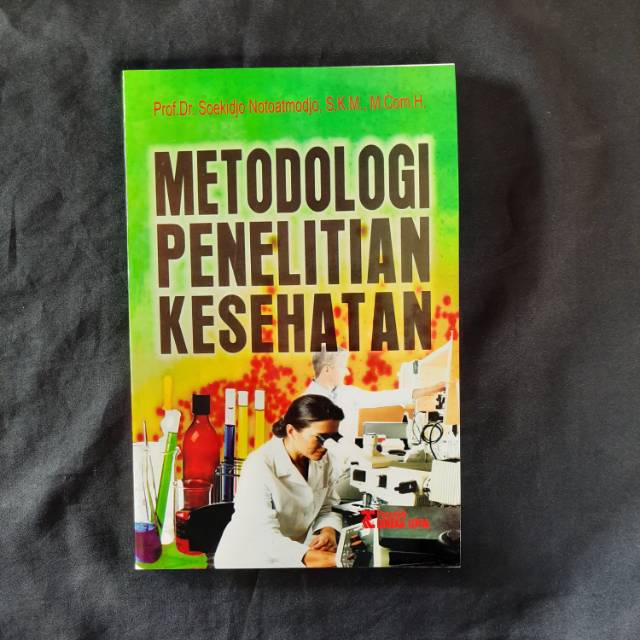 Prof.Dr. Soekidjo Notoatmodjo, S.K.M., M.Com.H.
METODOLOGI
PENELITIAN
KESEHATAN